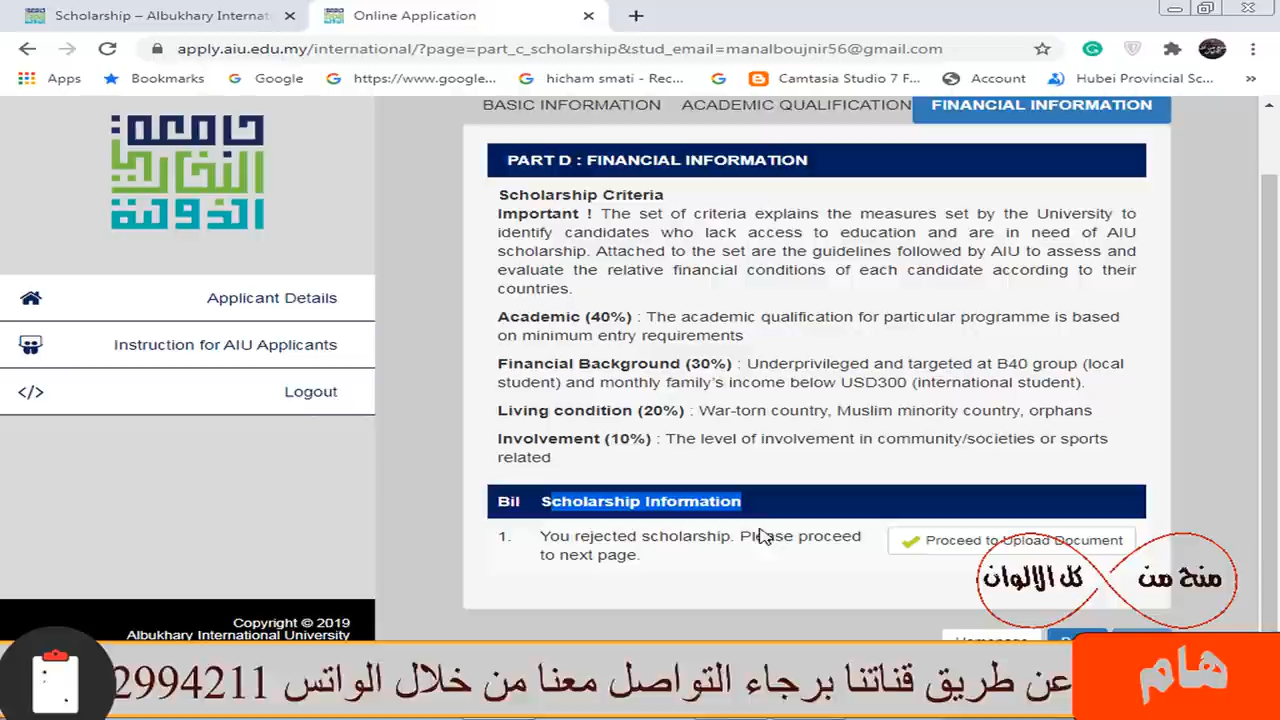 Scholarship – Albukhary Internat
Online Application
apply.aiu.edu.my/international/?page=part_c_scholarship&stud_email=manalboujnir56@gmail.com
Apps
Bookmarks
Google
https://www.google...
hicham smati - Rec...
Camtasia Studio 7 F...
Account
Hubei Provincial Sc...
»
BASIC INFORMATION
ACADEMIC QUALIFICATION
FINANCIAL INFORMATION
جامعة
البخاري
الدولية
Applicant Details
Instruction for AIU Applicants
Logout
PART D : FINANCIAL INFORMATION
Scholarship Criteria
Important ! The set of criteria explains the measures set by the University to
identify candidates who lack access to education and are in need of AIU
scholarship. Attached to the set are the guidelines followed by AIU to assess and
evaluate the relative financial conditions of each candidate according to their
countries.
Academic (40%) : The academic qualification for particular programme is based
on minimum entry requirements
Financial Background (30%) : Underprivileged and targeted at B40 group (local
student) and monthly family's income below USD300 (international student).
Living condition (20%) : War-torn country, Muslim minority country, orphans
Involvement (10%) : The level of involvement in community/societies or sports
related
Bil Scholarship Information
1. You rejected scholarship. Please proceed
to next page.
Proceed to Upload Document
منح من كل الالوان
Copyright © 2019
Albukhary International University
Homepage
هام
عن طريق قناتنا برجاء التواصل معنا من خلال الواتس 2994211